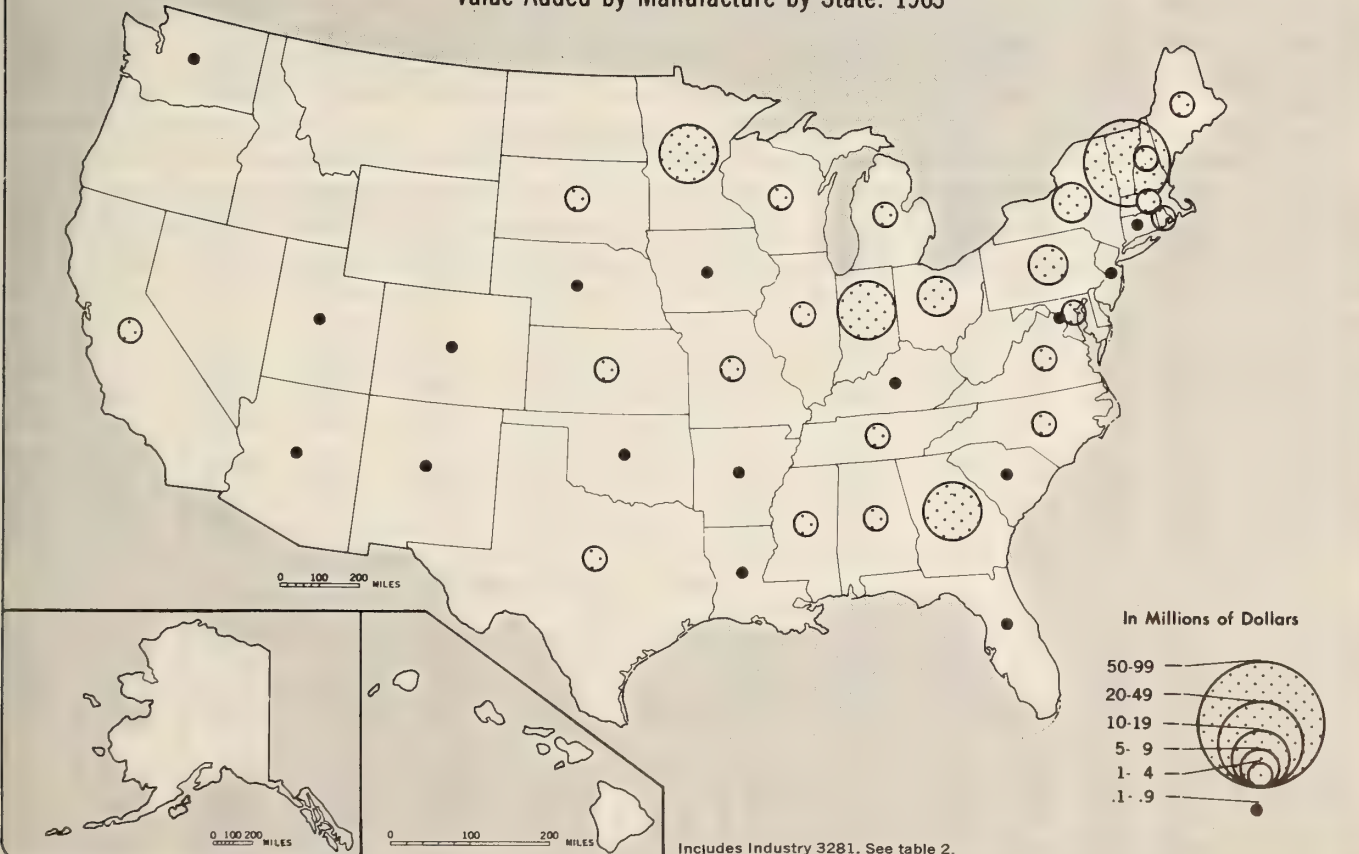 Value Added by Manufacture by State: 1963
0 100 200 MILES
In Millions of Dollars
50-99
20-49
10-19
5- 9
1- 4
.1- .9
0 100 200 MILES
0 100 200 MILES
Includes Industry 3281. See table 2.